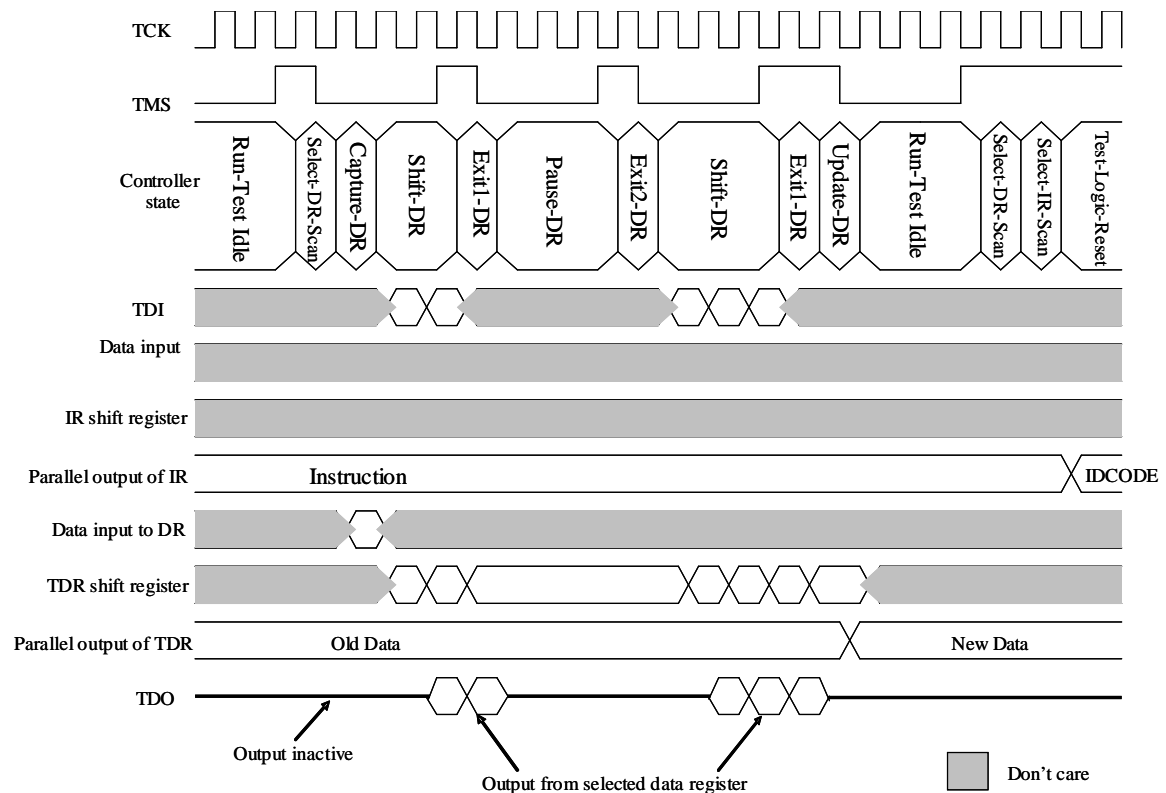 TCK
TMS
Controller
state
Run-Test Idle
Select-DR-Scan
Capture-DR
Shift-DR
Exit1-DR
Pause-DR
Exit2-DR
Shift-DR
Exit1-DR
Update-DR
Run-Test Idle
Select-DR-Scan
Select-IR-Scan
Test-Logic-Reset
TDI
Data input
IR shift register
Parallel output of IR
Instruction
IDCODE
Data input to DR
TDR shift register
Parallel output of TDR
Old Data
New Data
TDO
Output inactive
Output from selected data register
Don't care